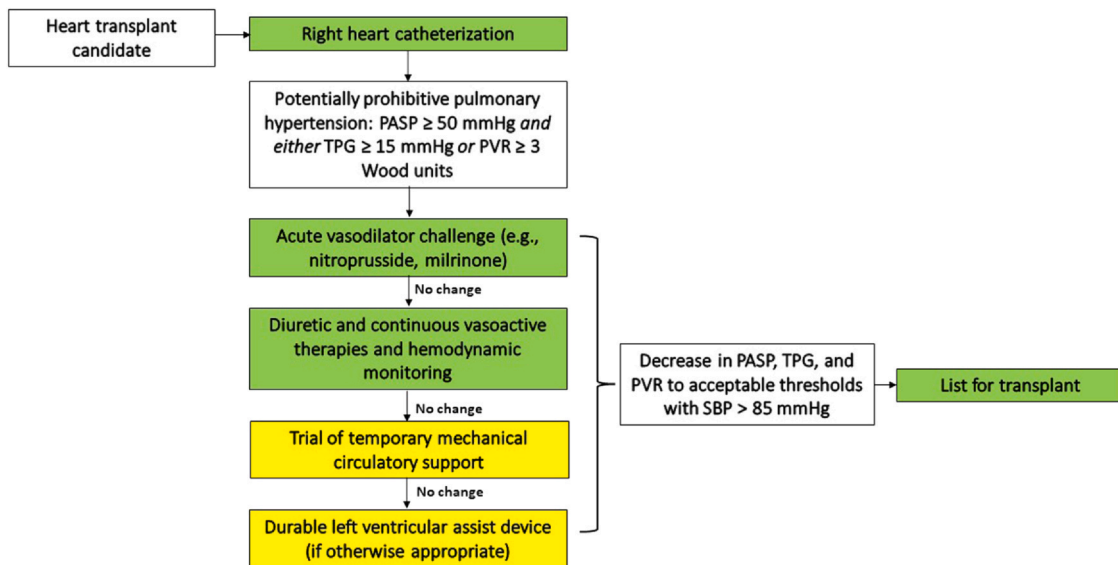 Heart transplant
candidate
Right heart catheterization
Potentially prohibitive pulmonary
hypertension: PASP ≥ 50 mmHg and
either TPG ≥ 15 mmHg or PVR ≥ 3
Wood units
Acute vasodilator challenge (e.g.,
nitroprusside, milrinone)
No change
Diuretic and continuous vasoactive
therapies and hemodynamic
monitoring
No change
Trial of temporary mechanical
circulatory support
No change
Durable left ventricular assist device
(if otherwise appropriate)
Decrease in PASP, TPG, and
PVR to acceptable thresholds
with SBP > 85 mmHg
List for transplant